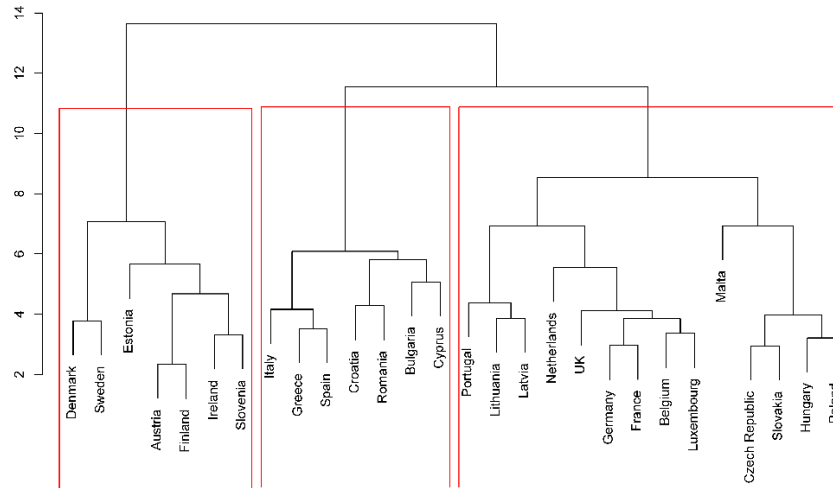 14
12
10
8
6
4
2
Denmark
Sweden
Estonia
Austria
Finland
Ireland
Slovenia
Italy
Greece
Spain
Croatia
Romania
Bulgaria
Cyprus
Portugal
Lithuania
Latvia
Netherlands
UK
Germany
France
Belgium
Luxembourg
Malta
Czech Republic
Slovakia
Hungary
Poland